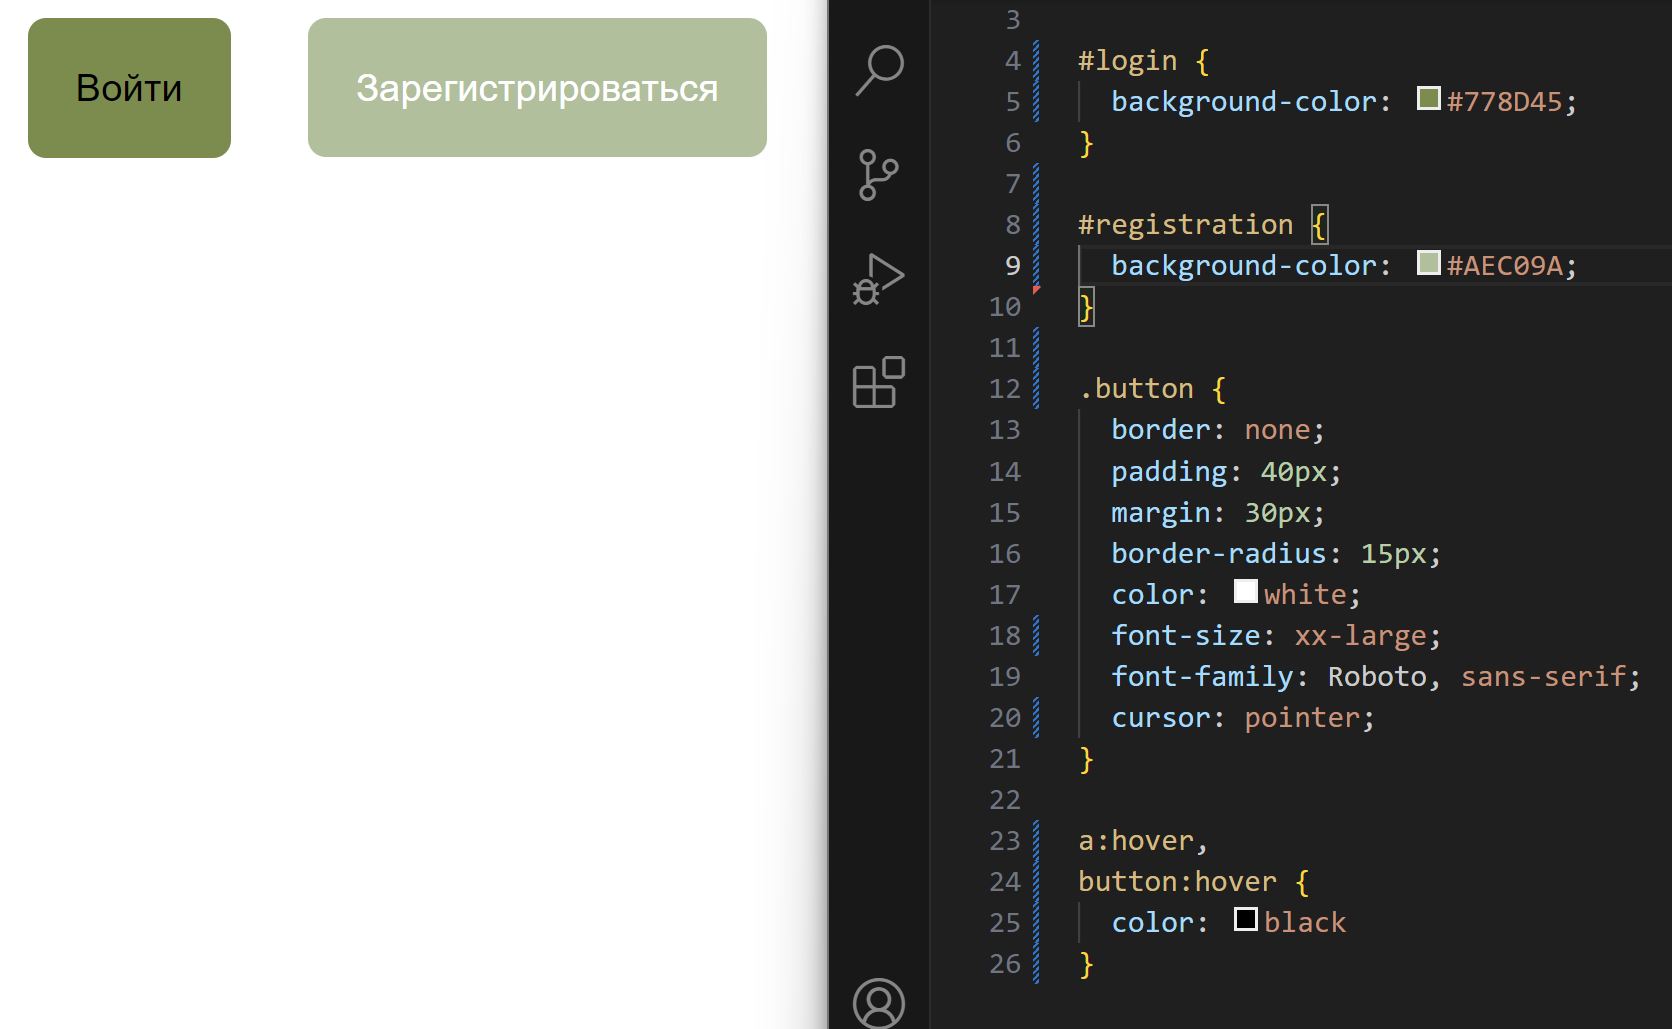 Войти
Зарегистрироваться
3
4 #login {
5 background-color: #778D45;
6 }
7
8 #registration {
9 background-color: #AEC09A;
10 }
11
12 .button {
13 border: none;
14 padding: 40px;
15 margin: 30px;
16 border-radius: 15px;
17 color: white;
18 font-size: xx-large;
19 font-family: Roboto, sans-serif;
20 cursor: pointer;
21 }
22
23 a:hover,
24 button:hover {
25 color: black
26 }